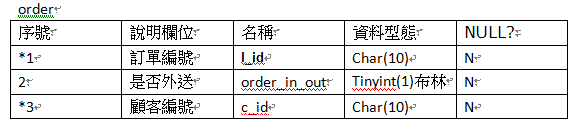 order
序號 說明欄位 名稱 資料型態 NULL?
*1 訂單編號 l_id Char(10) N
2 是否外送 order_in_out Tinyint(1)布林 N
*3 顧客編號 c_id Char(10) N